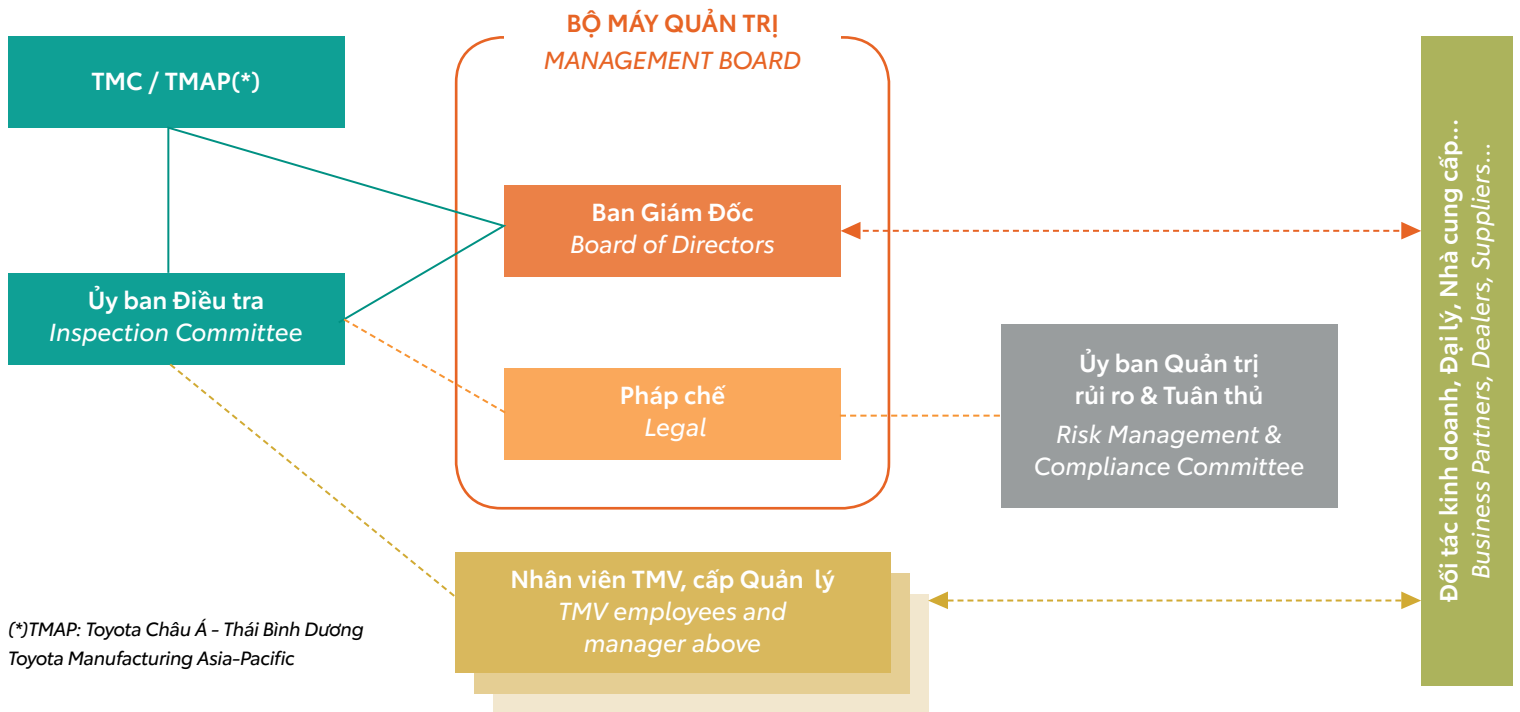 BỘ MÁY QUẢN TRỊ
MANAGEMENT BOARD
TMC / TMAP(*)
Ban Giám Đốc
Board of Directors
Ủy ban Điều tra
Inspection Committee
Pháp chế
Legal
Ủy ban Quản trị
rủi ro & Tuân thủ
Risk Management &
Compliance Committee
Đối tác kinh doanh, Đại lý, Nhà cung cấp...
Business Partners, Dealers, Suppliers...
Nhân viên TMV, cấp Quản lý
TMV employees and
manager above
(*)TMAP: Toyota Châu Á - Thái Bình Dương
Toyota Manufacturing Asia-Pacific